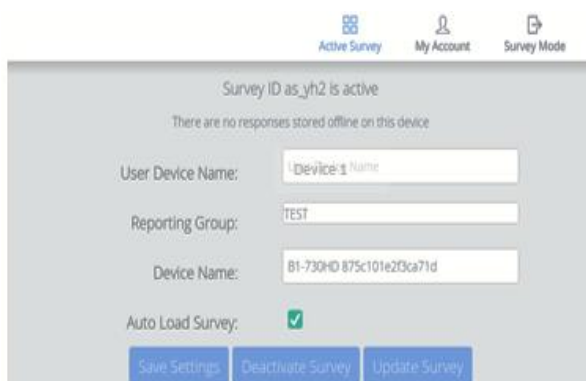 Active Survey My Account Survey Mode
Survey ID as_yh2 is active
There are no responses stored offline on this device
User Device Name: Device 1
Reporting Group: TEST
Device Name: B1-730HD 875c101e2f3ca71d
Auto Load Survey:
Save Settings Deactivate Survey Update Survey